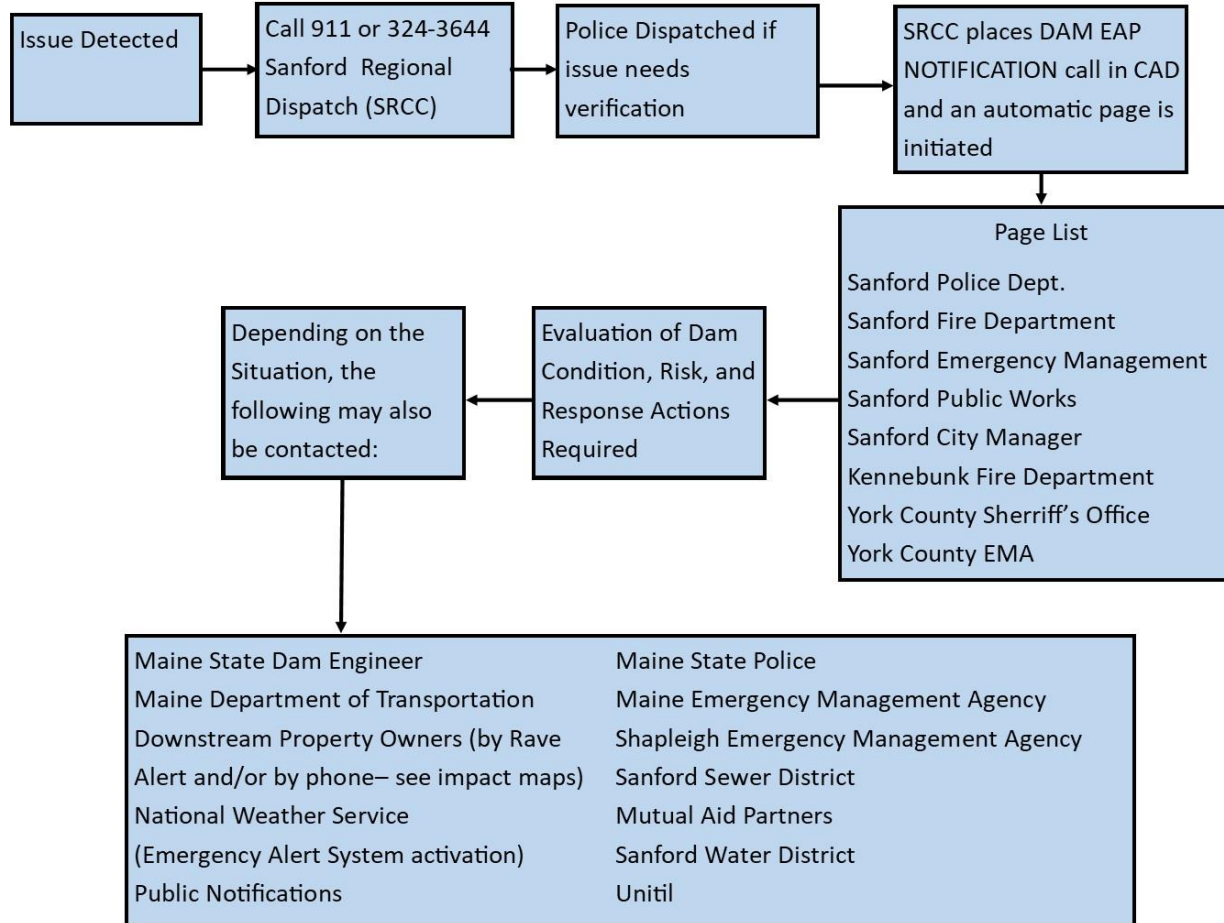 Issue Detected
Call 911 or 324-3644
Sanford Regional
Dispatch (SRCC)
Police Dispatched if
issue needs
verification
SRCC places DAM EAP
NOTIFICATION call in CAD
and an automatic page is
initiated
Page List
Sanford Police Dept.
Sanford Fire Department
Sanford Emergency Management
Sanford Public Works
Sanford City Manager
Kennebunk Fire Department
York County Sherriff's Office
York County EMA
Evaluation of Dam
Condition, Risk, and
Response Actions
Required
Depending on the
Situation, the
following may also
be contacted:
Maine State Dam Engineer
Maine Department of Transportation
Downstream Property Owners (by Rave
Alert and/or by phone– see impact maps)
National Weather Service
(Emergency Alert System activation)
Public Notifications
Maine State Police
Maine Emergency Management Agency
Shapleigh Emergency Management Agency
Sanford Sewer District
Mutual Aid Partners
Sanford Water District
Unitil